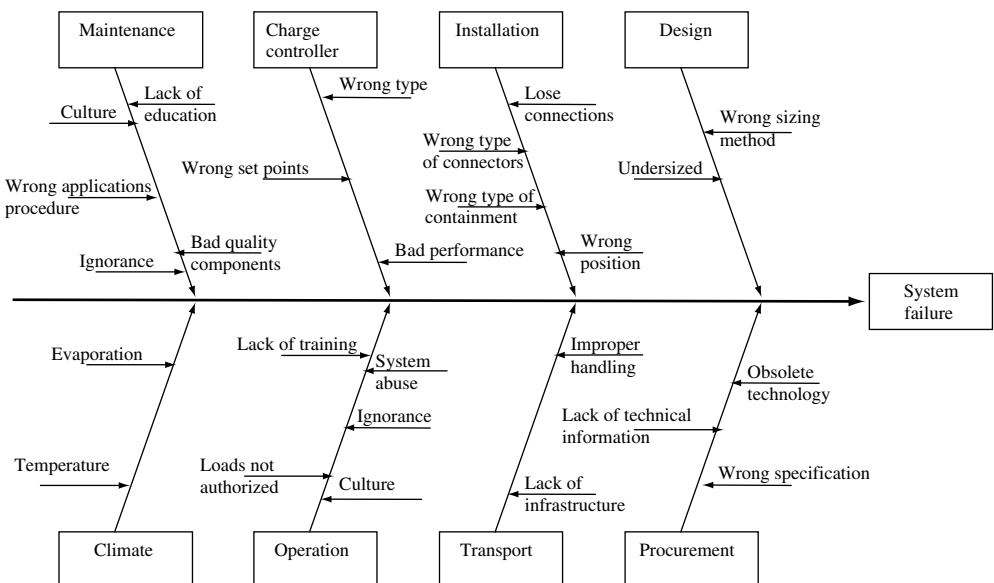 Maintenance
Charge
controller
Installation
Design
Lack of
education
Culture
Wrong applications
procedure
Bad quality
components
Ignorance
Wrong type
Wrong set points
Bad performance
Lose
connections
Wrong type
of connectors
Wrong type of
containment
Wrong
position
Wrong sizing
method
Undersized
System
failure
Evaporation
Temperature
Lack of training
System
abuse
Ignorance
Loads not
authorized
Culture
Improper
handling
Lack of
infrastructure
Obsolete
technology
Lack of technical
information
Wrong specification
Climate
Operation
Transport
Procurement